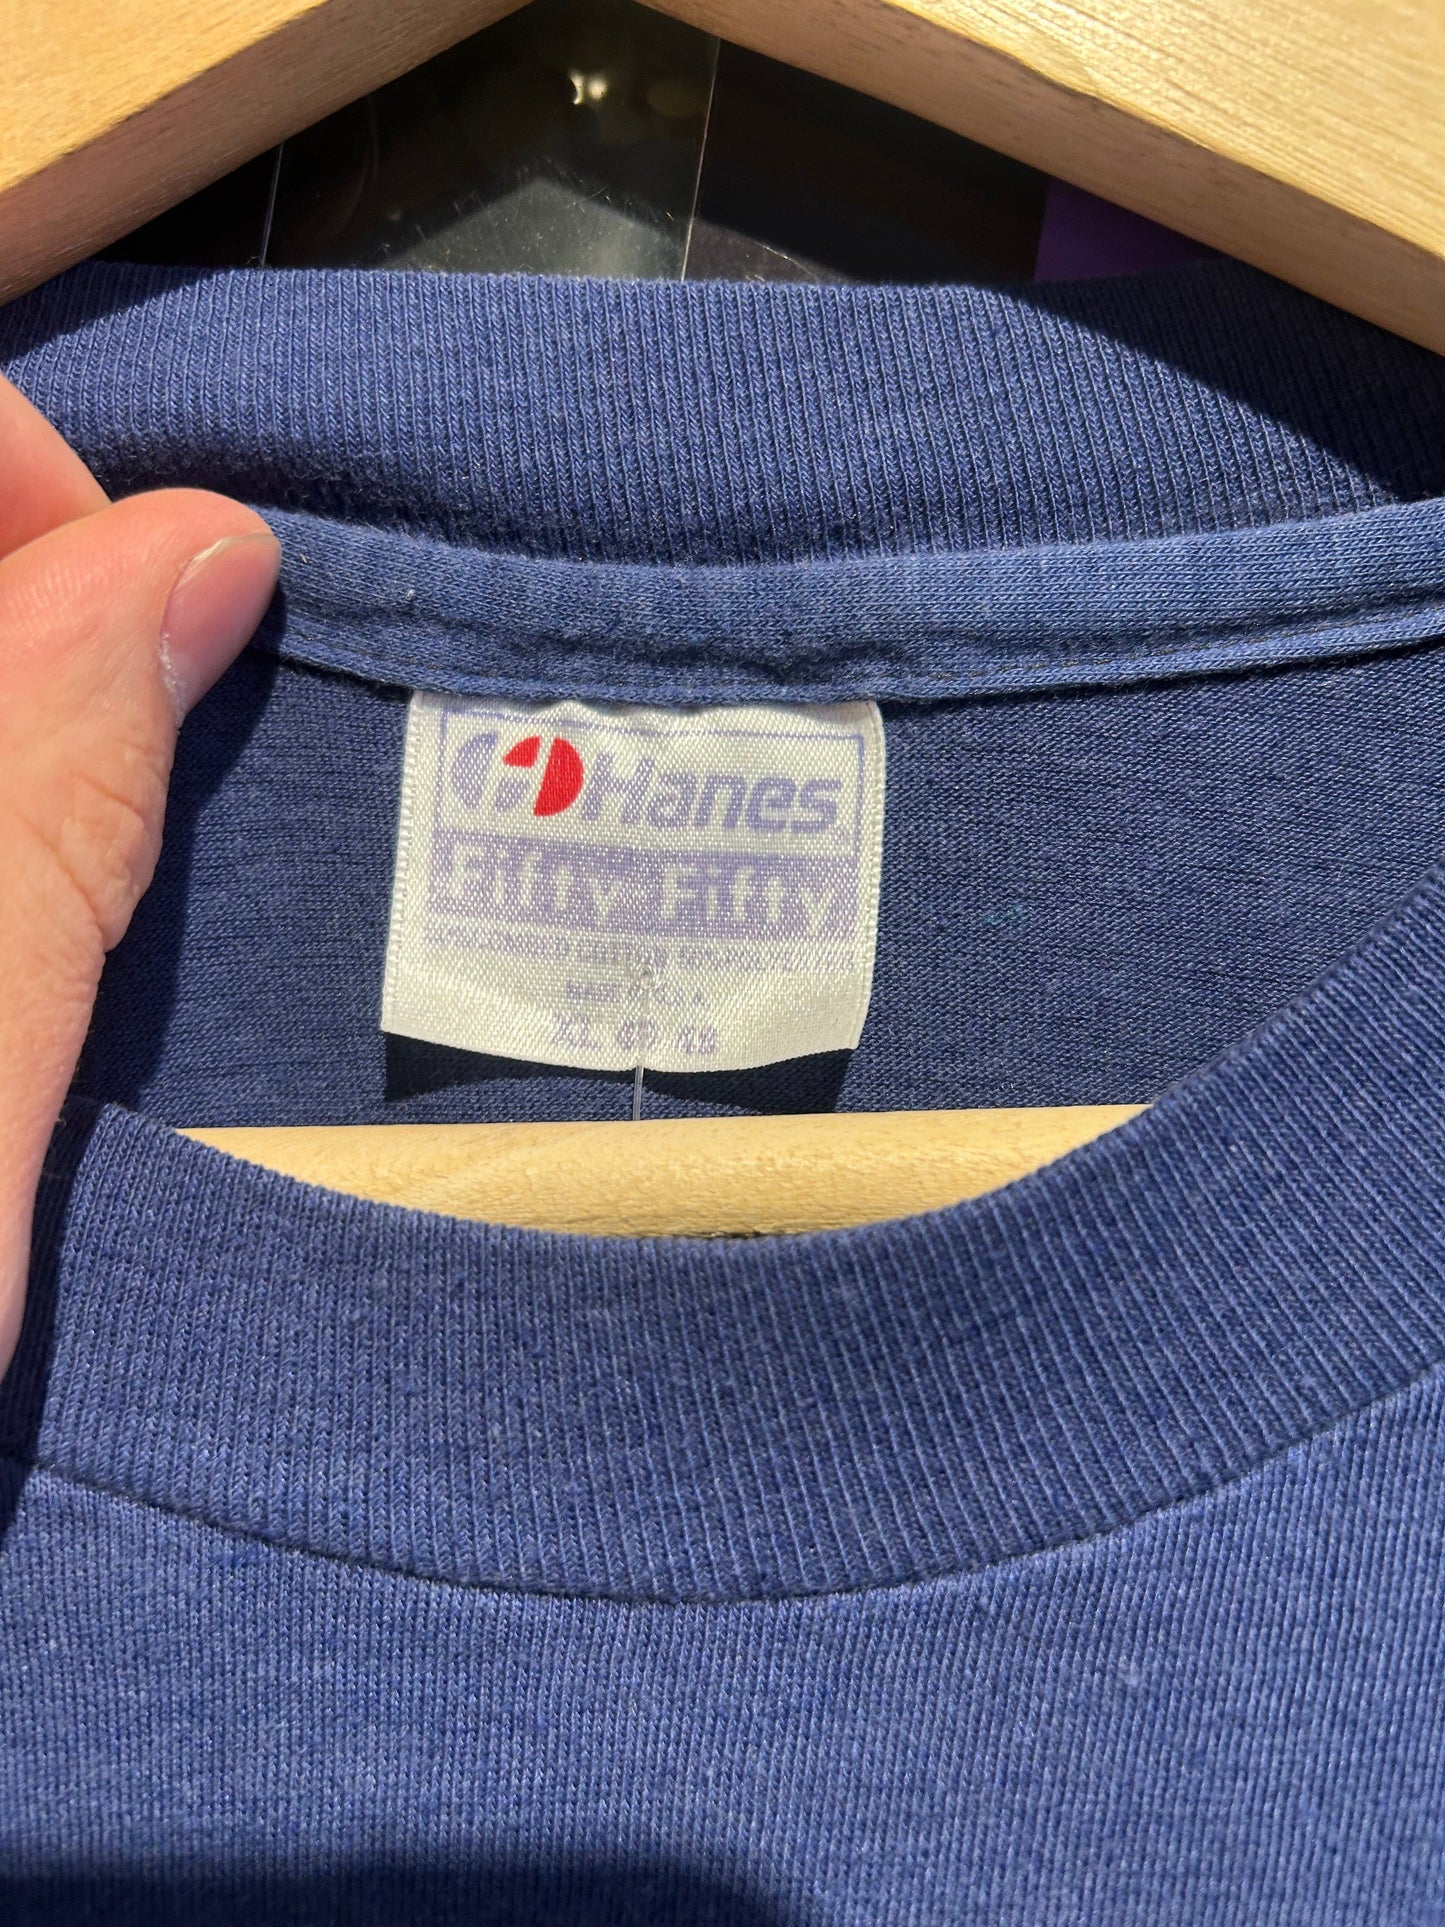 Hanes
Fifty Fifty
MADE IN U.S.A.
XL 46 48